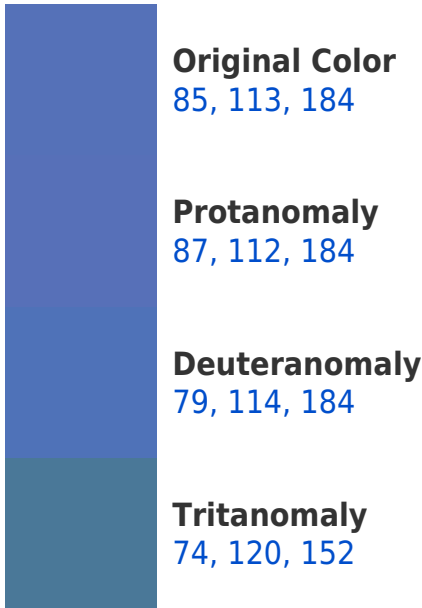 Original Color
85, 113, 184
Protanomaly
87, 112, 184
Deuteranomaly
79, 114, 184
Tritanomaly
74, 120, 152